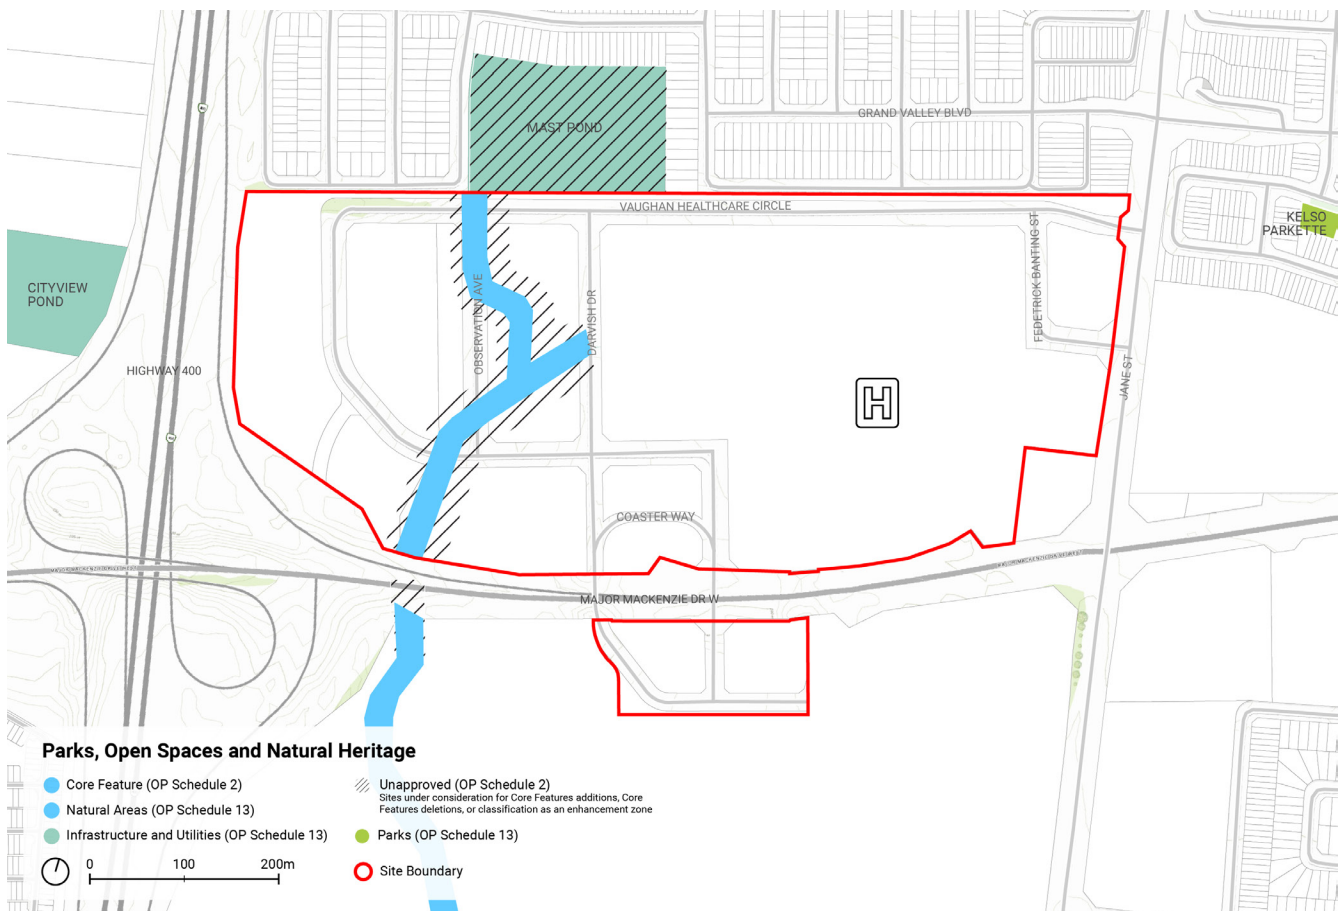 MAST POND
GRAND VALLEY BLVD
VAUGHAN HEALTHCARE CIRCLE
KELSO
PARKETTE
CITYVIEW
POND
OBSERVATION AVE
DARVISH DR
FEDETRICK BANTING ST
HIGHWAY 400
JANE ST
H
COASTER WAY
MAJOR MACKENZIE DR W
Parks, Open Spaces and Natural Heritage
Core Feature (OP Schedule 2)
Natural Areas (OP Schedule 13)
Infrastructure and Utilities (OP Schedule 13)
0 100 200m
Unapproved (OP Schedule 2)
Sites under consideration for Core Features additions, Core
Features deletions, or classification as an enhancement zone
Parks (OP Schedule 13)
Site Boundary